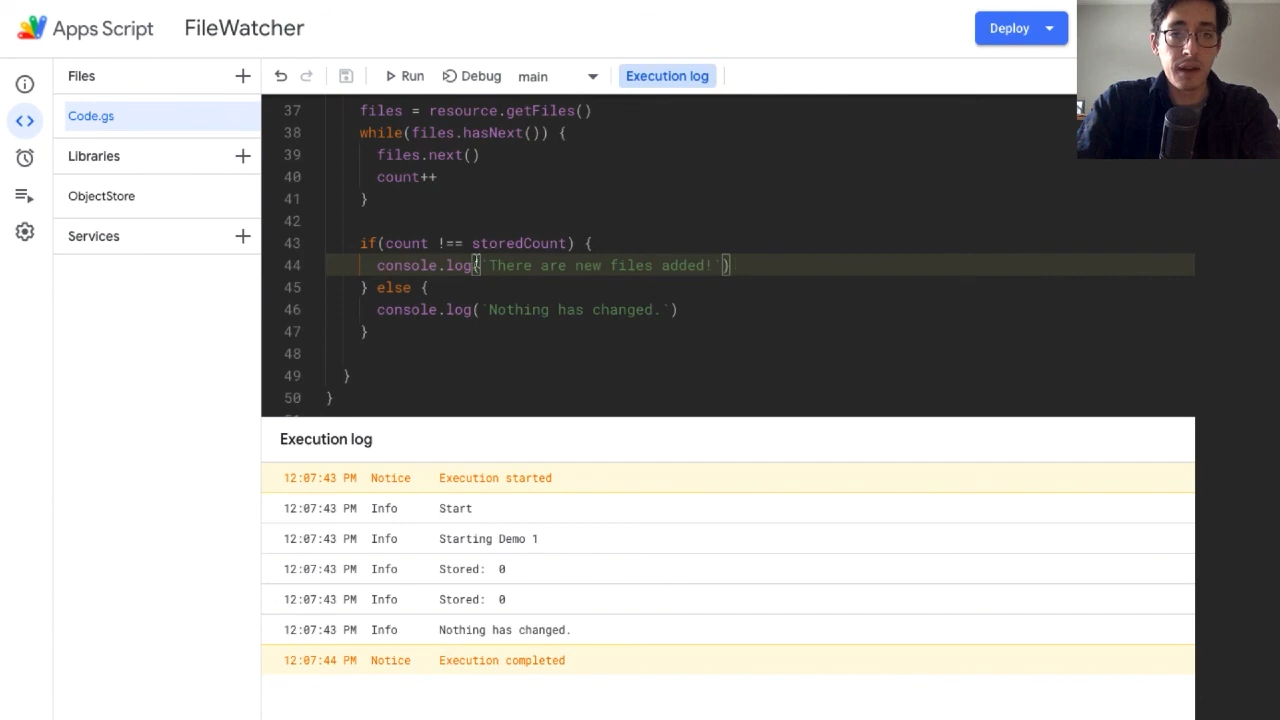 Apps Script
FileWatcher
Deploy
Files
Run
Debug
main
Execution log
Code.gs
Libraries
ObjectStore
Services
37 files = resource.getFiles()
38 while(files.hasNext()) {
39 files.next()
40 count++
41 }
42
43 if(count !== storedCount) {
44 console.log(`There are new files added!`)
45 } else {
46 console.log(`Nothing has changed.`)
47 }
48
49 }
50 }
Execution log
12:07:43 PM Notice Execution started
12:07:43 PM Info Start
12:07:43 PM Info Starting Demo 1
12:07:43 PM Info Stored: 0
12:07:43 PM Info Stored: 0
12:07:43 PM Info Nothing has changed.
12:07:44 PM Notice Execution completed